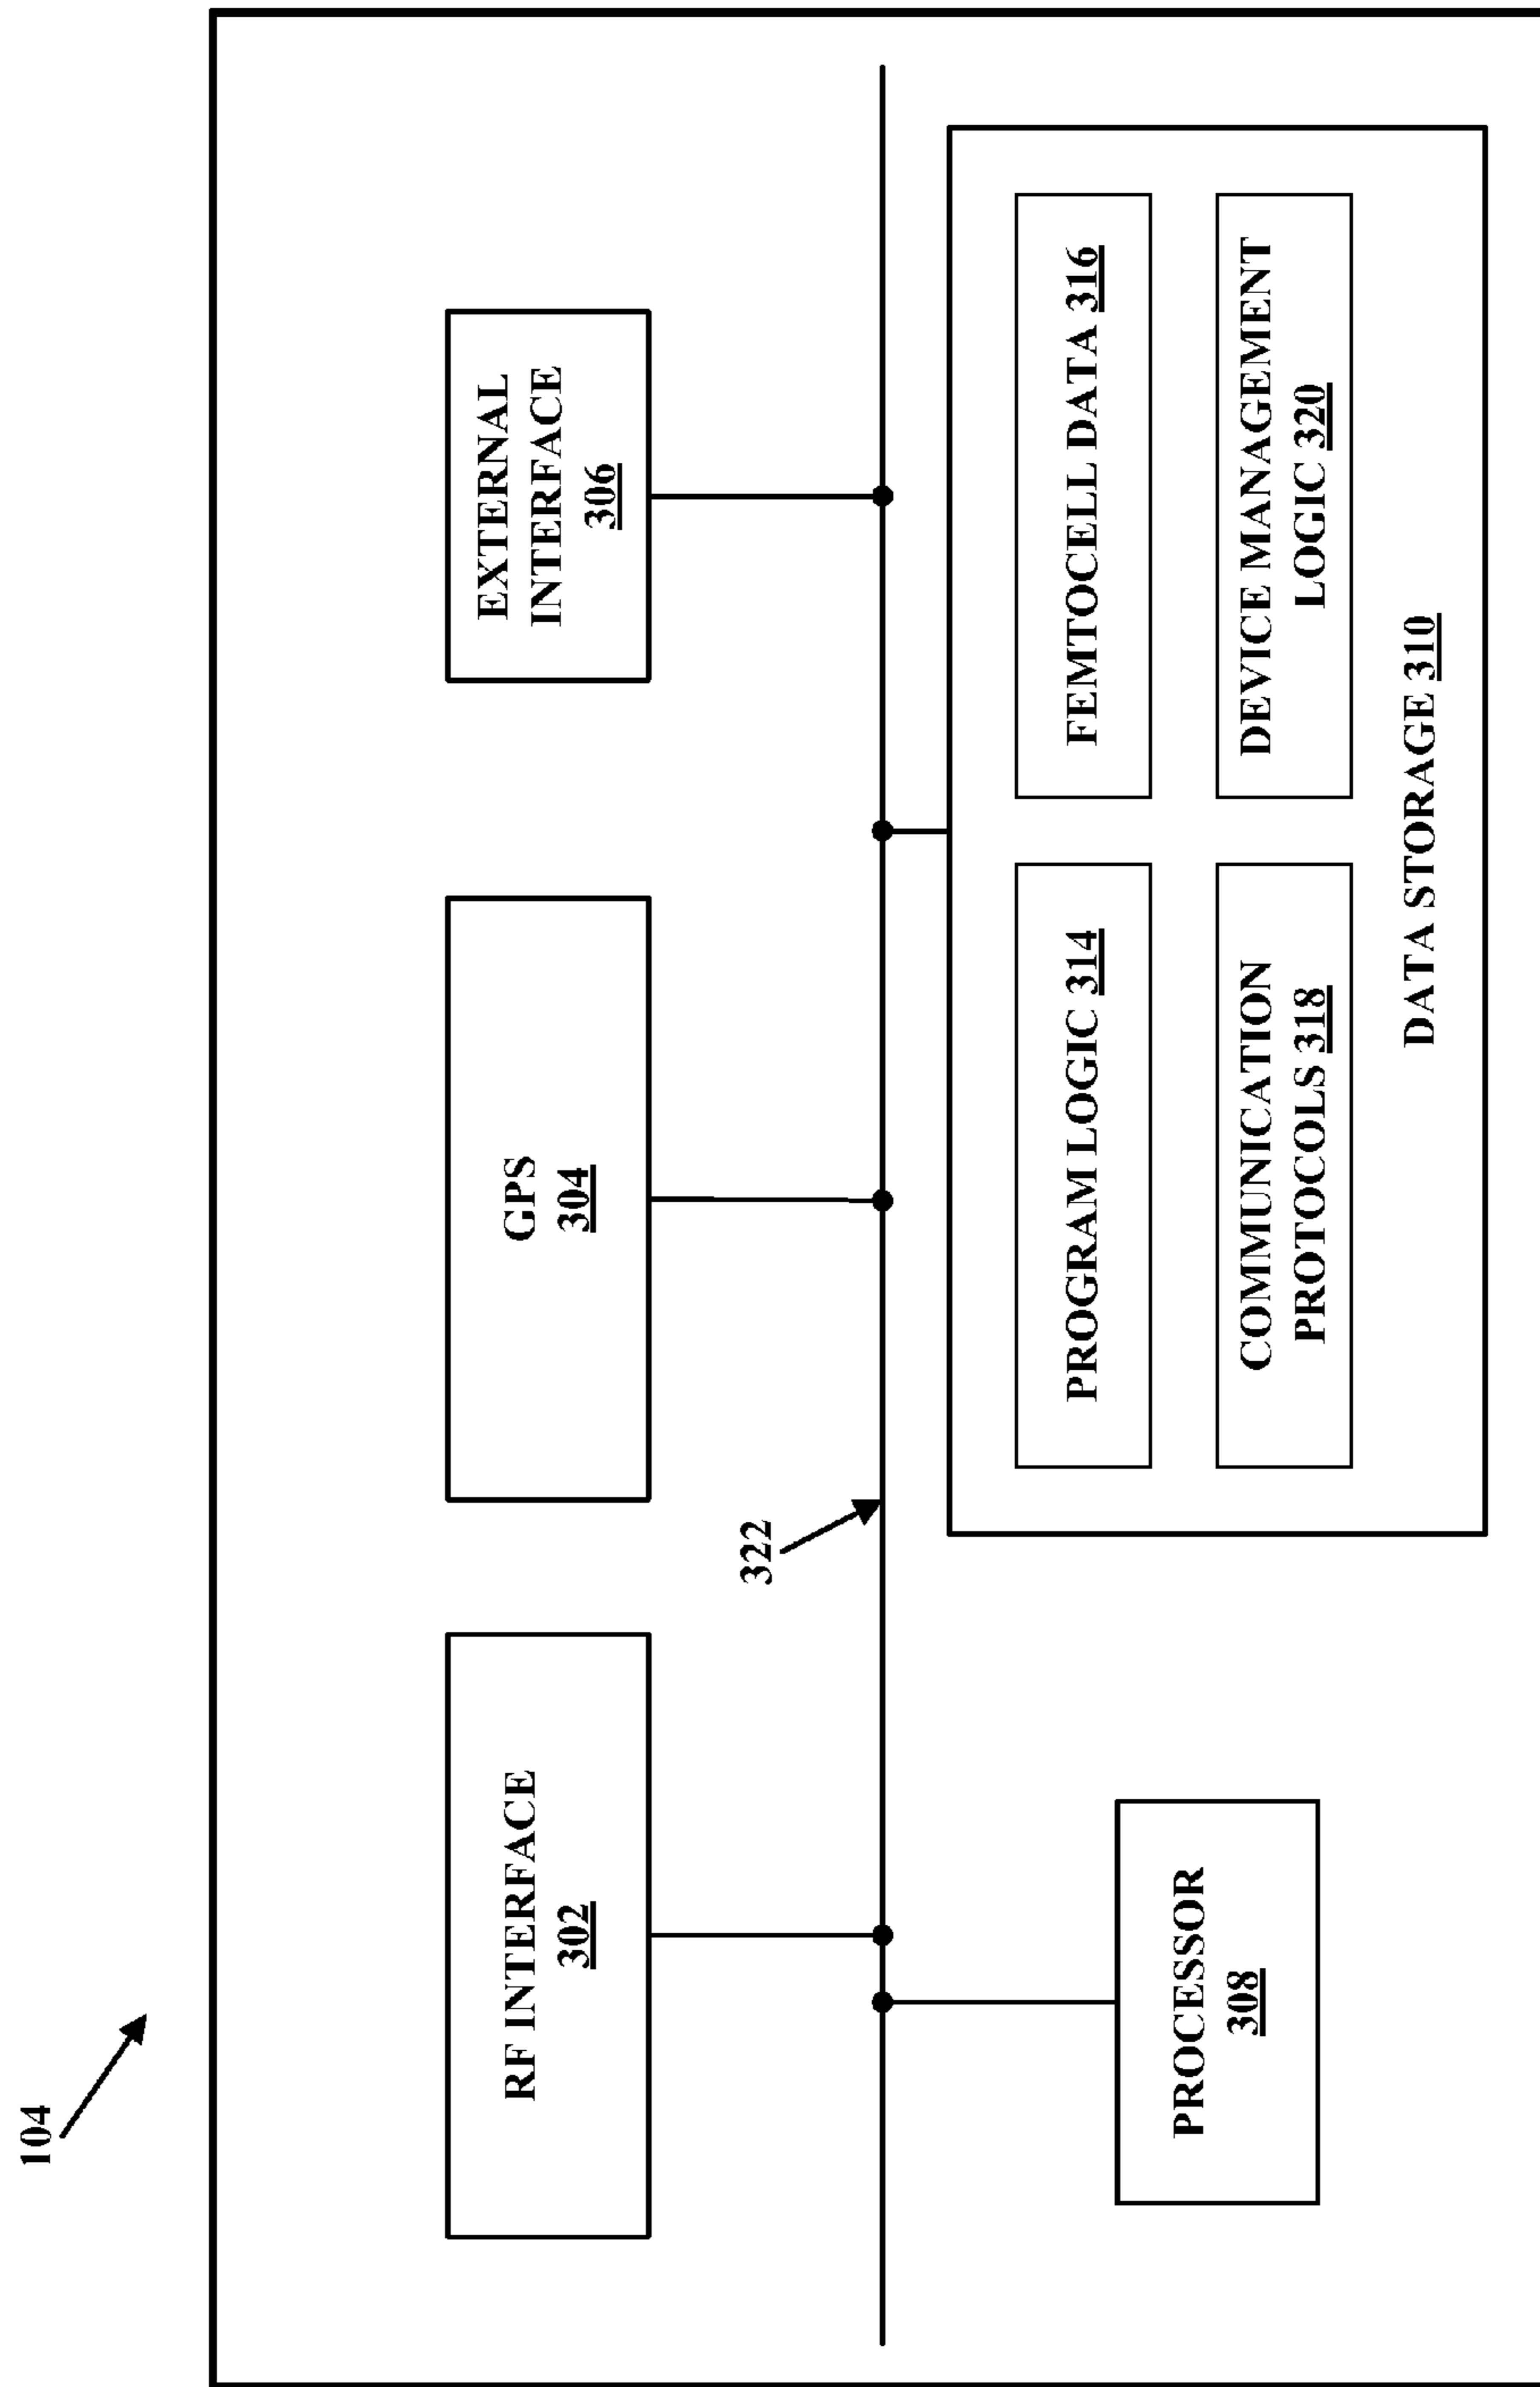 104
RF INTERFACE
302
GPS
304
EXTERNAL
INTERFACE
306
322
PROCESSOR
308
PROGRAM LOGIC 314
FEMTOCELL DATA 316
COMMUNICATION
PROTOCOLS 318
DEVICE MANAGEMENT
LOGIC 320
DATA STORAGE 310